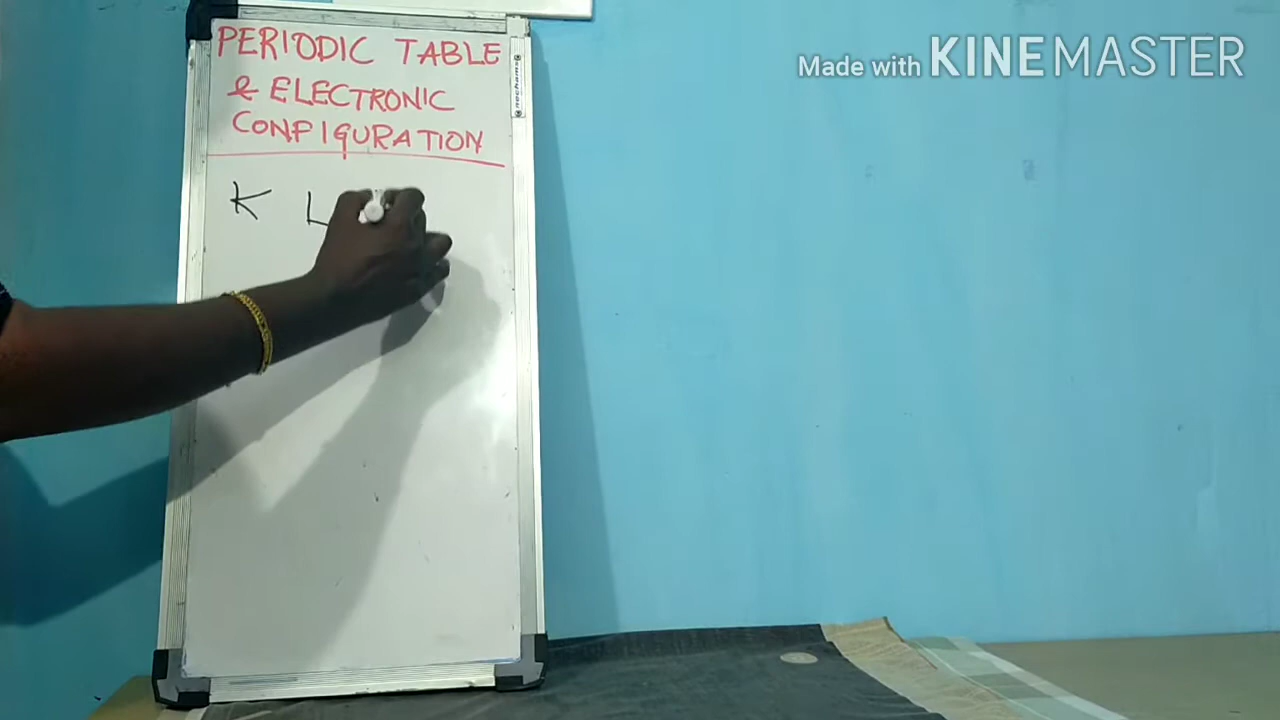 PERIODIC TABLE
& ELECTRONIC
CONFIGURATION
K L
Made with KINEMASTER